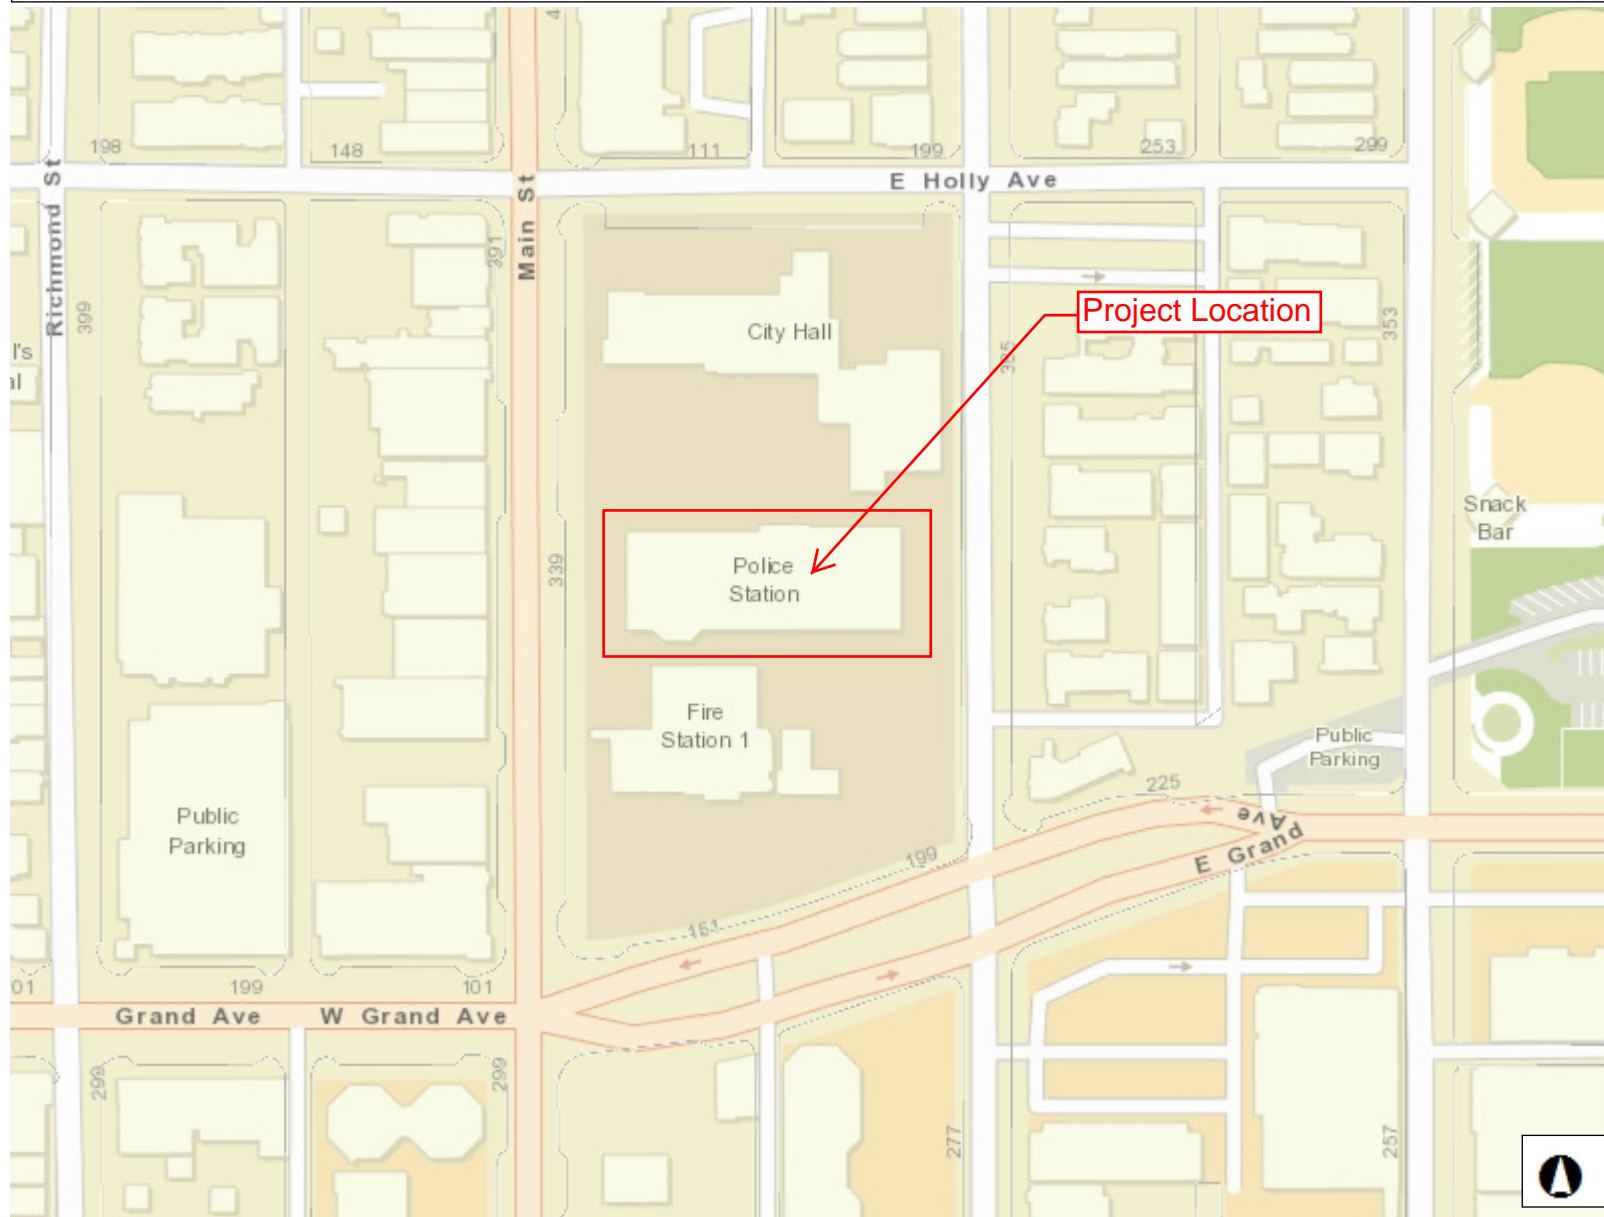 4
198
148
111
199
253
299
E Holly Ave
Richmond St
Main St
391
399
Project Location
City Hall
385
353
l's
al
Snack
Bar
Police
Station
339
Fire
Station 1
Public
Parking
225
Public
Parking
E Grand
Ave
199
151
01
199
101
Grand Ave
W Grand Ave
299
299
277
257